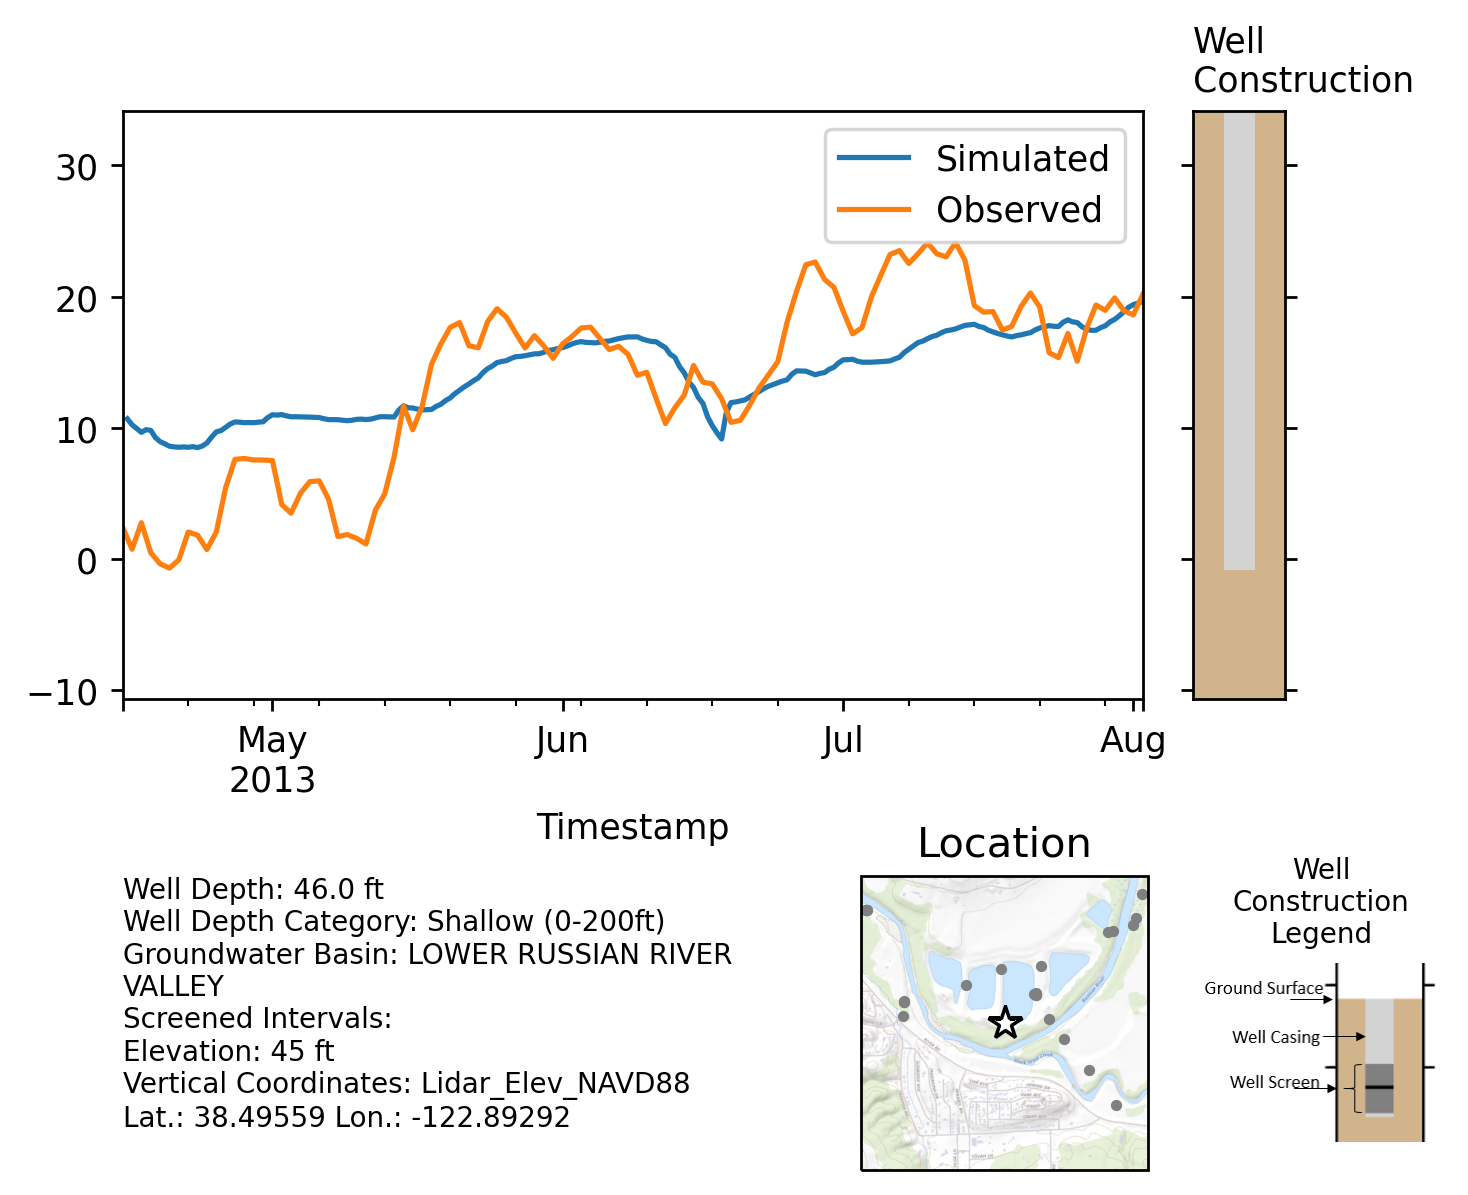 Well
Construction
30
20
10
0
−10
Simulated
Observed
May
2013
Jun
Jul
Aug
Timestamp
Well Depth: 46.0 ft
Well Depth Category: Shallow (0-200ft)
Groundwater Basin: LOWER RUSSIAN RIVER
VALLEY
Screened Intervals:
Elevation: 45 ft
Vertical Coordinates: Lidar_Elev_NAVD88
Lat.: 38.49559 Lon.: -122.89292
Location
Well
Construction
Legend
Ground Surface
Well Casing
Well Screen